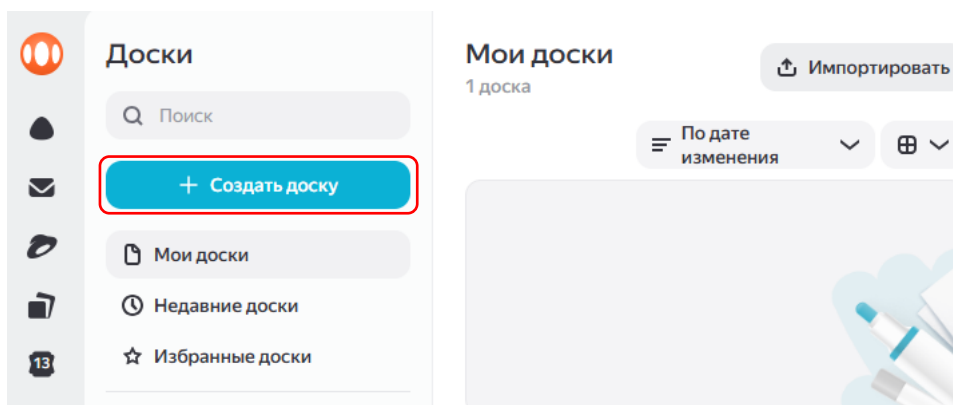 Доски
Поиск
+ Создать доску
Мои доски
Недавние доски
Избранные доски
13
Мои доски
1 доска
Импортировать
По дате
изменения